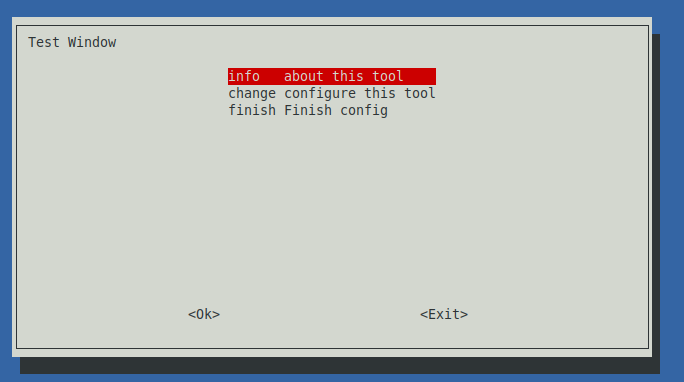 Test Window
info about this tool
change configure this tool
finish Finish config
<Ok> <Exit>